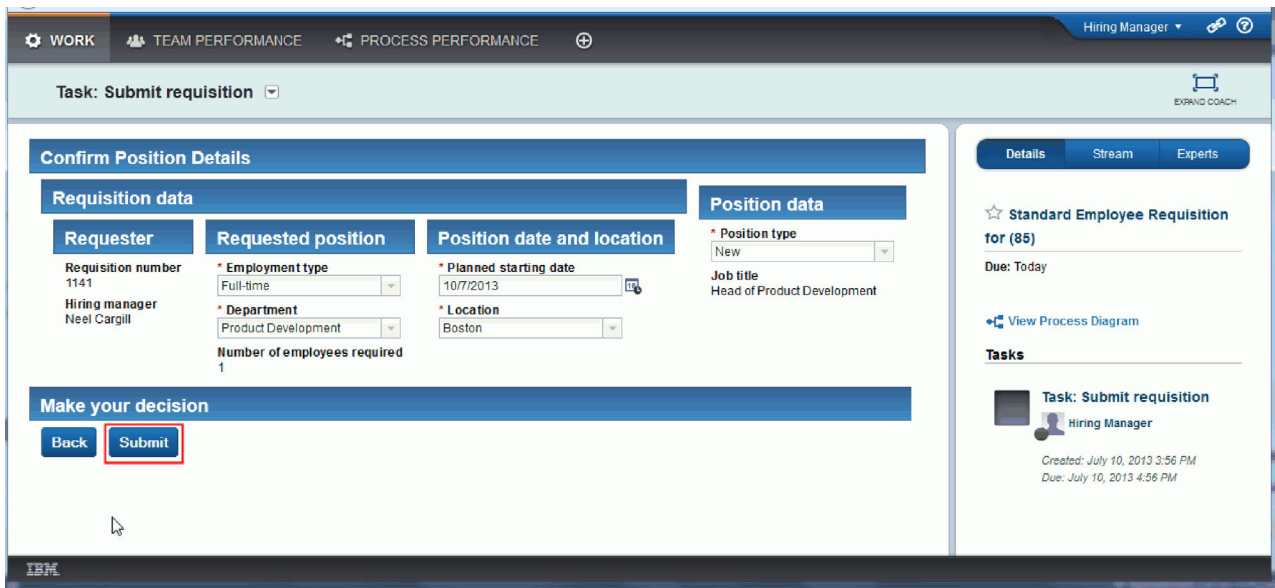 WORK TEAM PERFORMANCE PROCESS PERFORMANCE Hiring Manager
Task: Submit requisition
EXPAND COACH
Confirm Position Details
Requisition data
Requester
Requisition number
1141
Hiring manager
Neel Cargill
Requested position
* Employment type
Full-time
* Department
Product Development
Number of employees required
1
Position date and location
* Planned starting date
10/7/2013
* Location
Boston
Position data
* Position type
New
Job title
Head of Product Development
Make your decision
Back Submit
Details Stream Experts
Standard Employee Requisition
for (85)
Due: Today
View Process Diagram
Tasks
Task: Submit requisition
Hiring Manager
Created: July 10, 2013 3:56 PM
Due: July 10, 2013 4:56 PM
IBM.